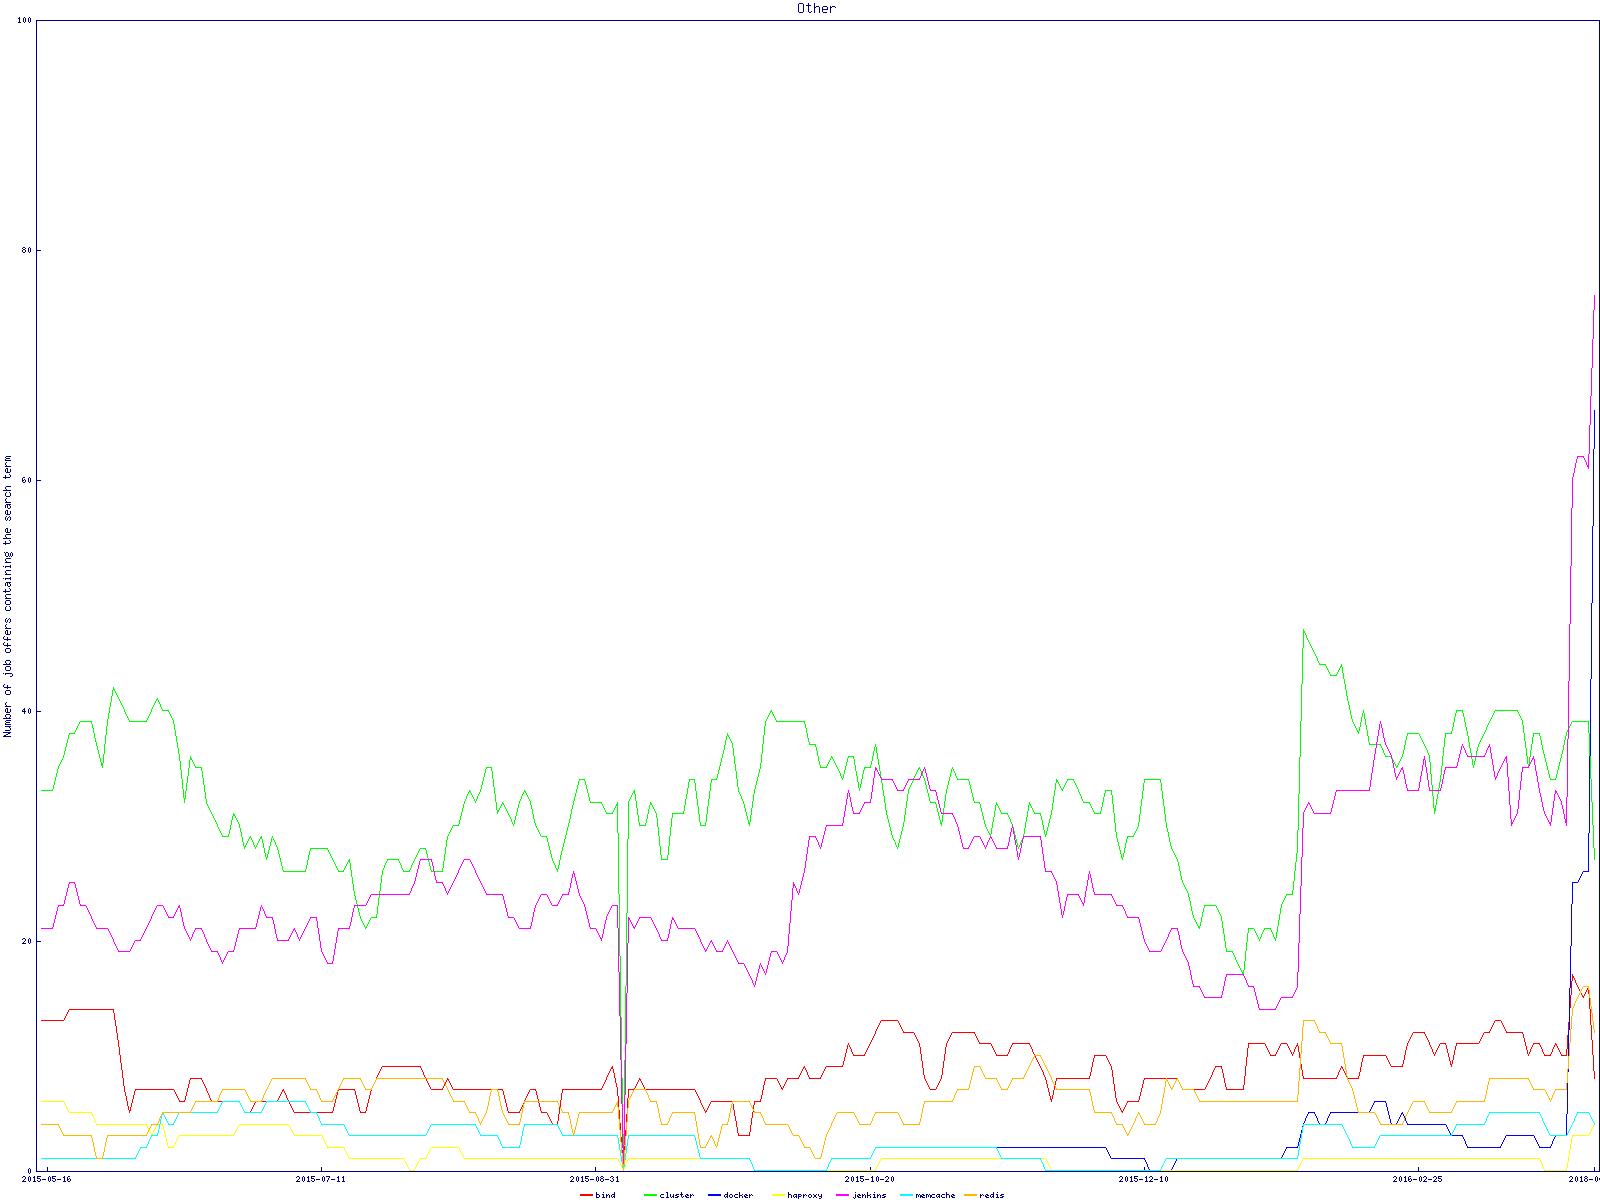 Other
100
80
60
40
20
0
Number of job offers containing the search term
2015-05-16 2015-07-11 2015-08-31 2015-10-20 2015-12-10 2016-02-25 2018-0
bind cluster docker haproxy jenkins memcache redis